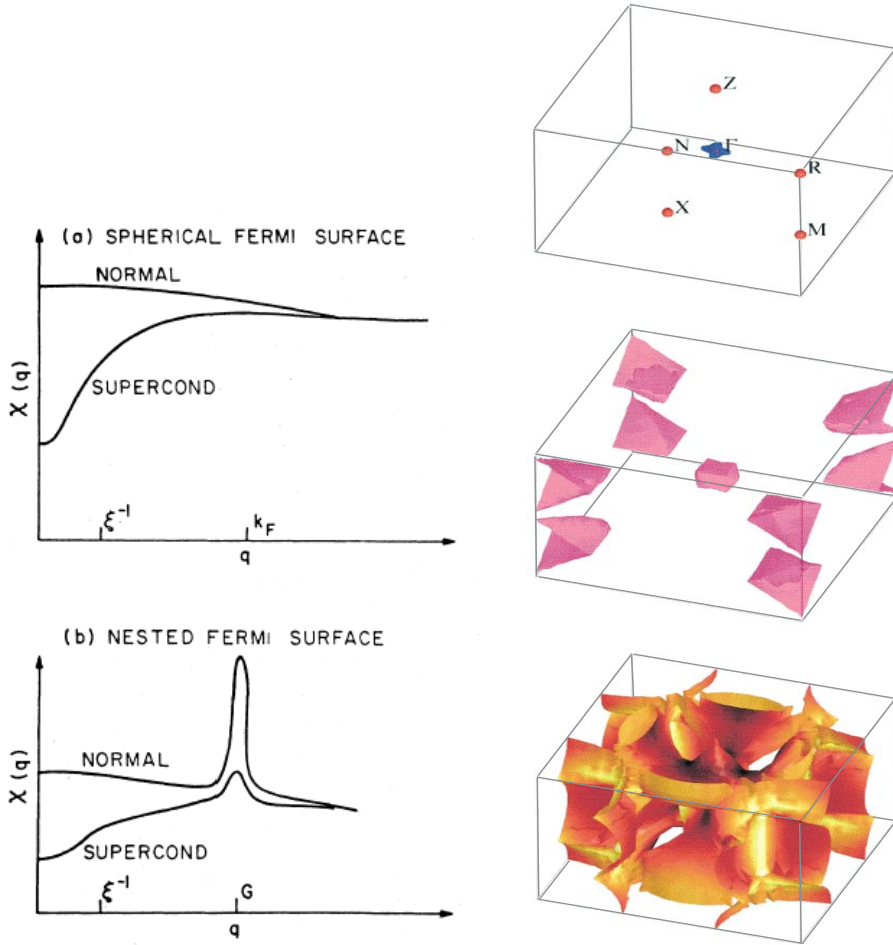 (a) SPHERICAL FERMI SURFACE
NORMAL
SUPERCOND
χ(q)
ξ⁻¹
k_F
q
(b) NESTED FERMI SURFACE
NORMAL
SUPERCOND
χ(q)
ξ⁻¹
G
q
Z
N
Γ
R
X
M